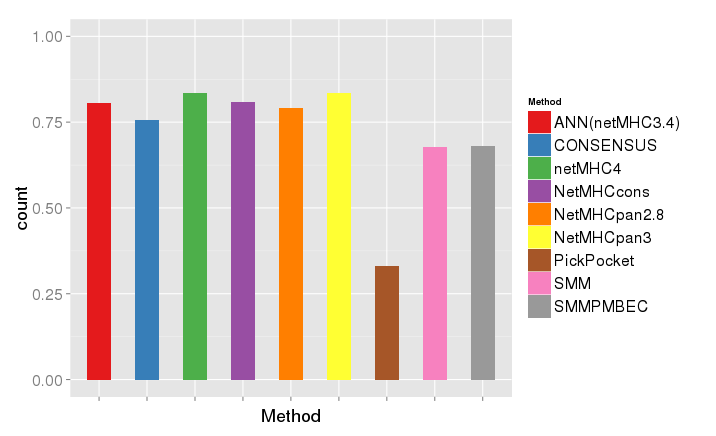 1.00
0.75
0.50
0.25
0.00
count
Method
Method
ANN(netMHC3.4)
CONSENSUS
netMHC4
NetMHCcons
NetMHCpan2.8
NetMHCpan3
PickPocket
SMM
SMMPMBEC